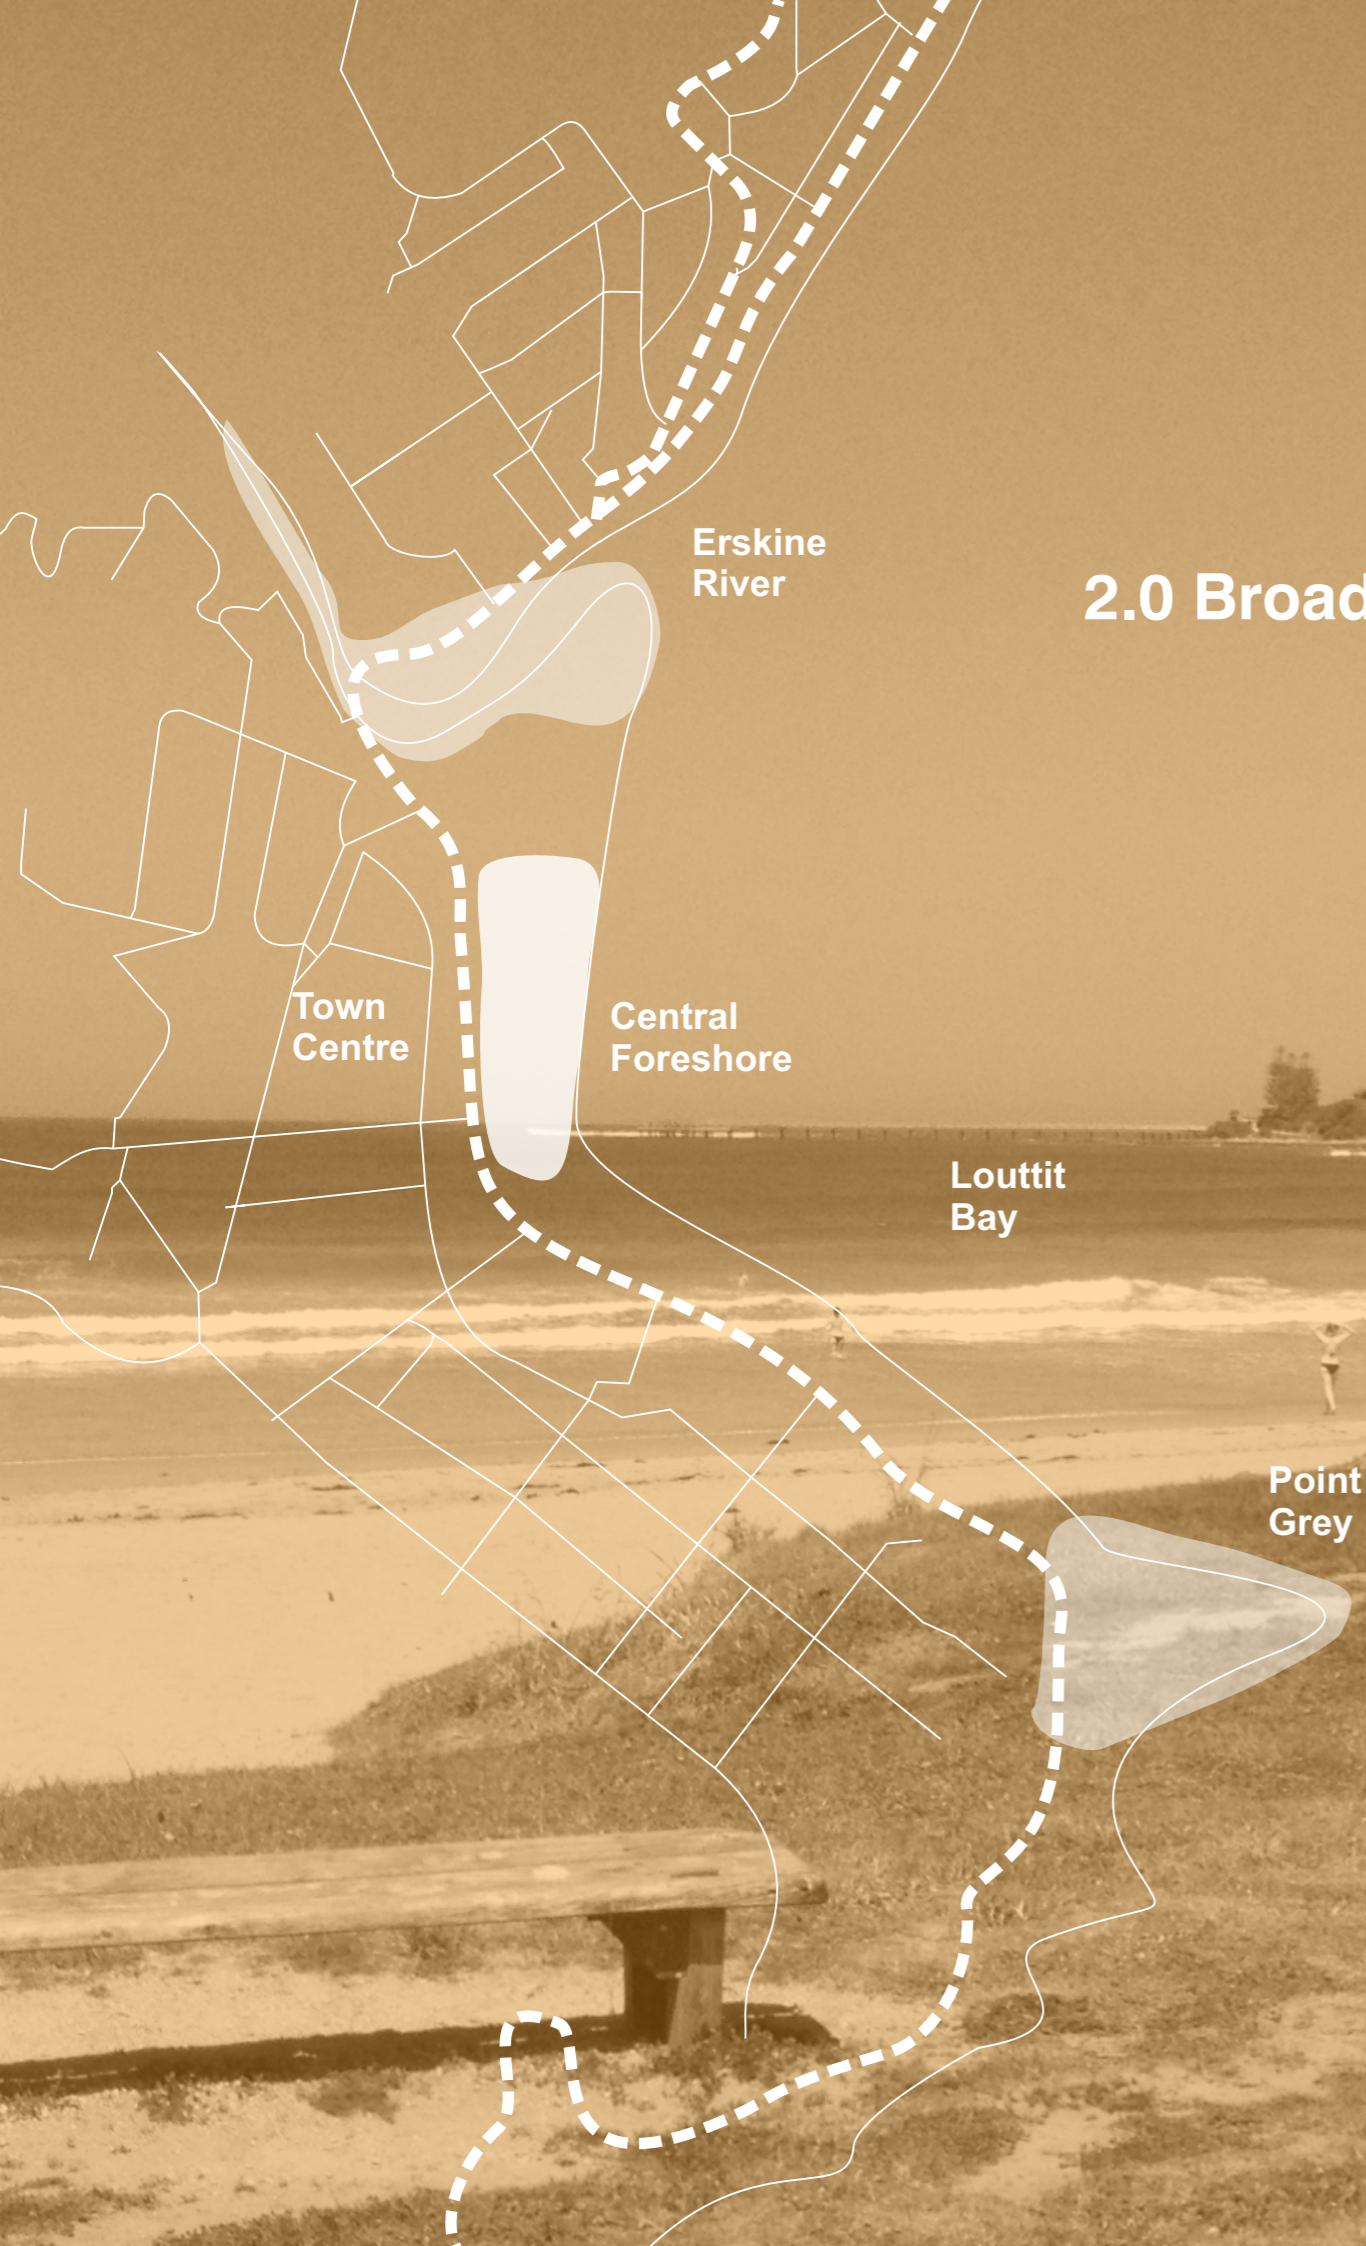 Erskine
River
2.0 Broad
Town
Centre
Central
Foreshore
Louttit
Bay
Point
Grey